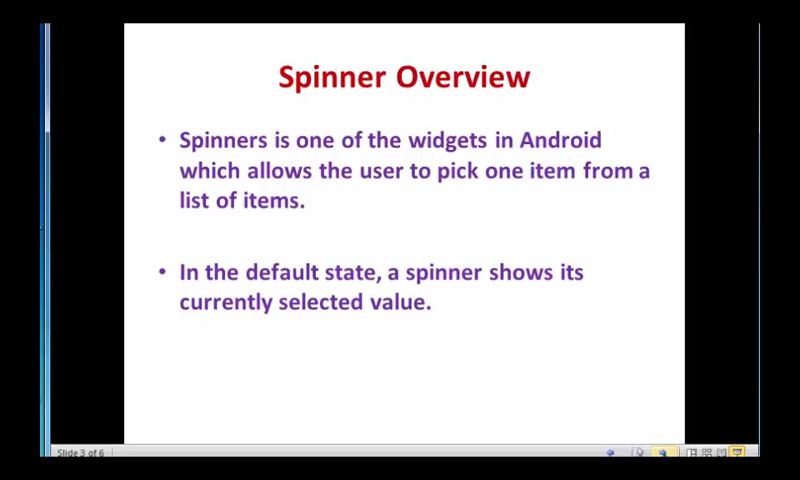 Spinner Overview
• Spinners is one of the widgets in Android
which allows the user to pick one item from a
list of items.
• In the default state, a spinner shows its
currently selected value.
Slide 3 of 6